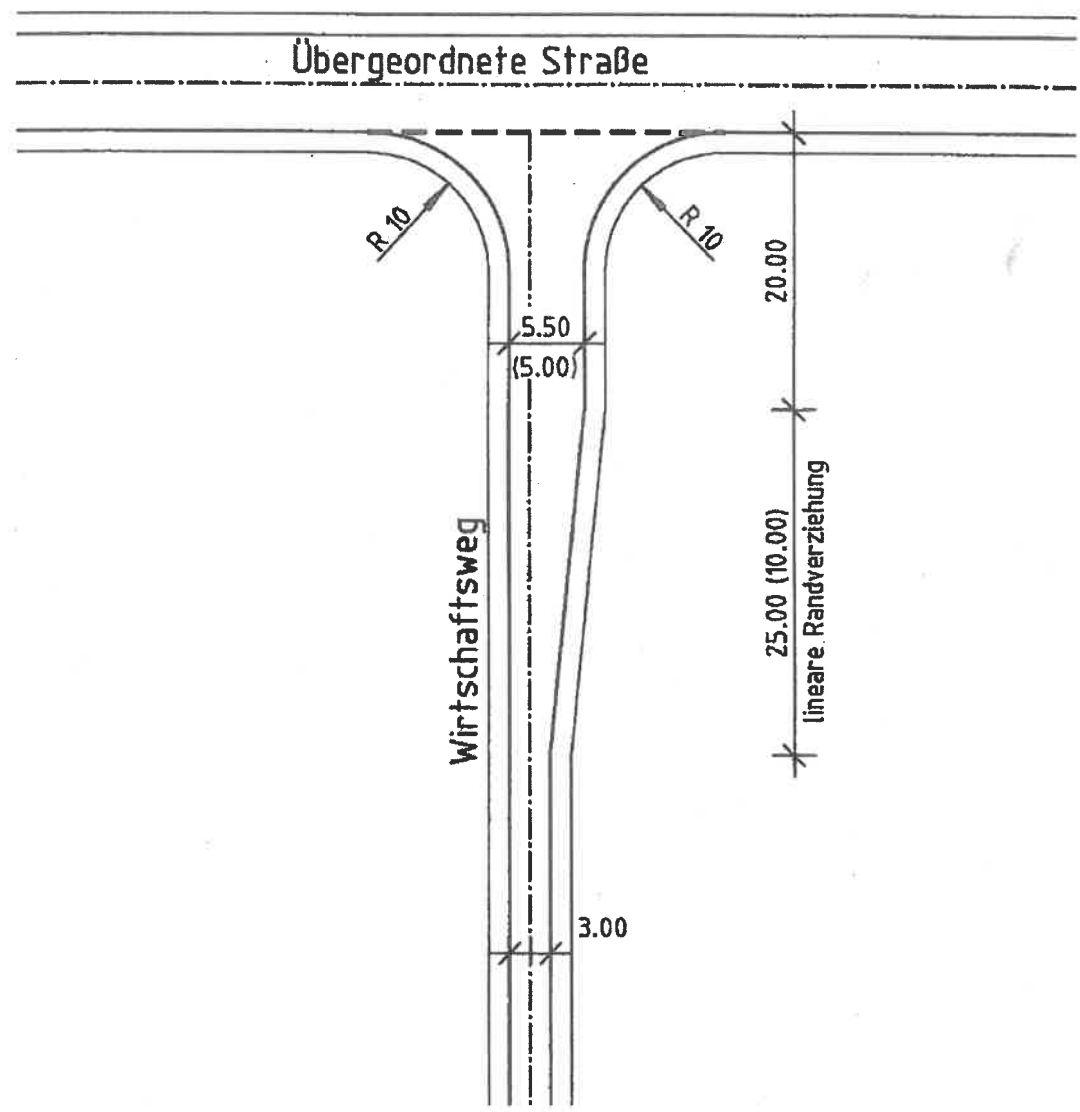 Übergeordnete Straße
R 10
R 10
20.00
5.50
(5.00)
25.00 (10.00)
lineare Randverziehung
Wirtschaftsweg
3.00